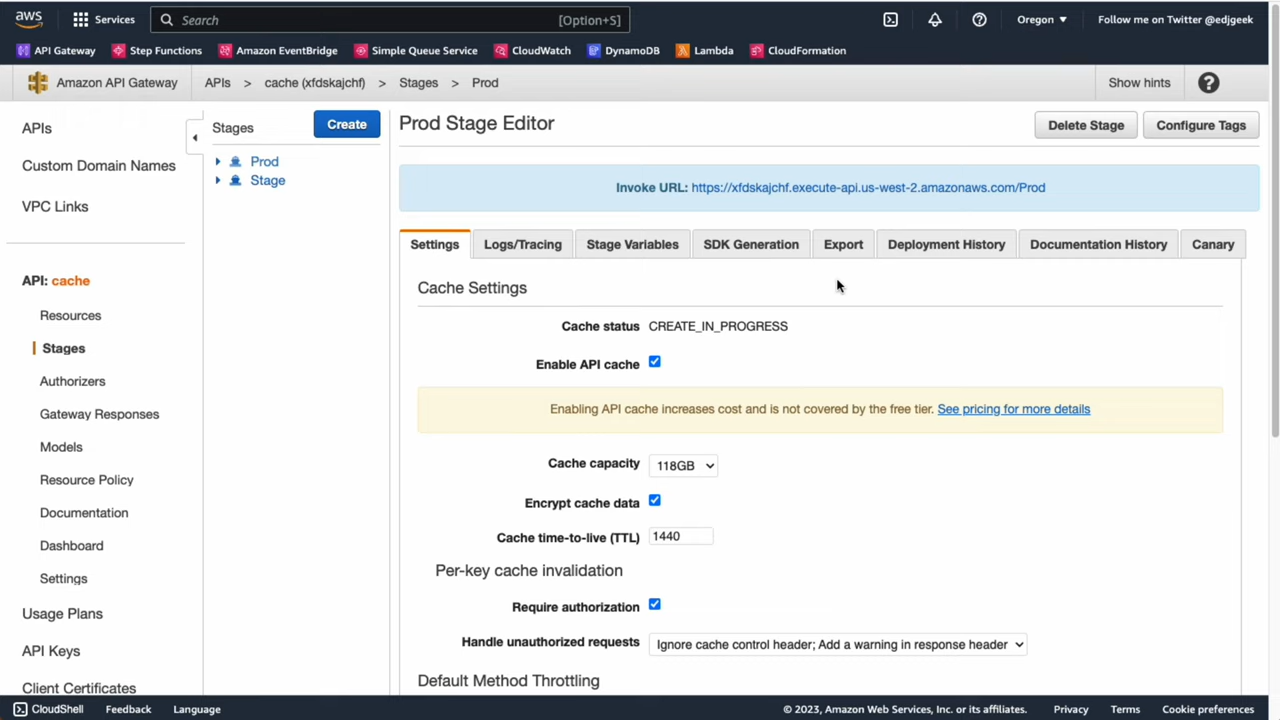 aws
Services
Search
[Option+S]
Oregon ▼
Follow me on Twitter @edjgeek
API Gateway
Step Functions
Amazon EventBridge
Simple Queue Service
CloudWatch
DynamoDB
Lambda
CloudFormation
Amazon API Gateway
APIs > cache (xfdskajchf) > Stages > Prod
Show hints
?
APIs
Custom Domain Names
VPC Links
API: cache
Resources
Stages
Authorizers
Gateway Responses
Models
Resource Policy
Documentation
Dashboard
Settings
Usage Plans
API Keys
Client Certificates
Stages
Create
Prod
Stage
Prod Stage Editor
Delete Stage
Configure Tags
Invoke URL: https://xfdskajchf.execute-api.us-west-2.amazonaws.com/Prod
Settings
Logs/Tracing
Stage Variables
SDK Generation
Export
Deployment History
Documentation History
Canary
Cache Settings
Cache status CREATE_IN_PROGRESS
Enable API cache
Enabling API cache increases cost and is not covered by the free tier. See pricing for more details
Cache capacity 118GB
Encrypt cache data
Cache time-to-live (TTL) 1440
Per-key cache invalidation
Require authorization
Handle unauthorized requests Ignore cache control header; Add a warning in response header
Default Method Throttling
CloudShell
Feedback
Language
© 2023, Amazon Web Services, Inc. or its affiliates.
Privacy
Terms
Cookie preferences